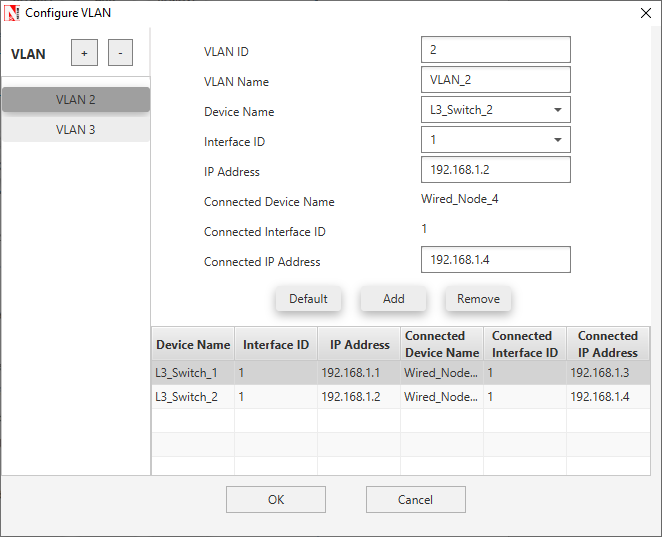 Configure VLAN
VLAN + -
VLAN 2
VLAN 3
VLAN ID 2
VLAN Name VLAN_2
Device Name L3_Switch_2
Interface ID 1
IP Address 192.168.1.2
Connected Device Name Wired_Node_4
Connected Interface ID 1
Connected IP Address 192.168.1.4
Default Add Remove
Device Name Interface ID IP Address Connected Device Name Connected Interface ID Connected IP Address
L3_Switch_1 1 192.168.1.1 Wired_Node... 1 192.168.1.3
L3_Switch_2 1 192.168.1.2 Wired_Node... 1 192.168.1.4
OK Cancel